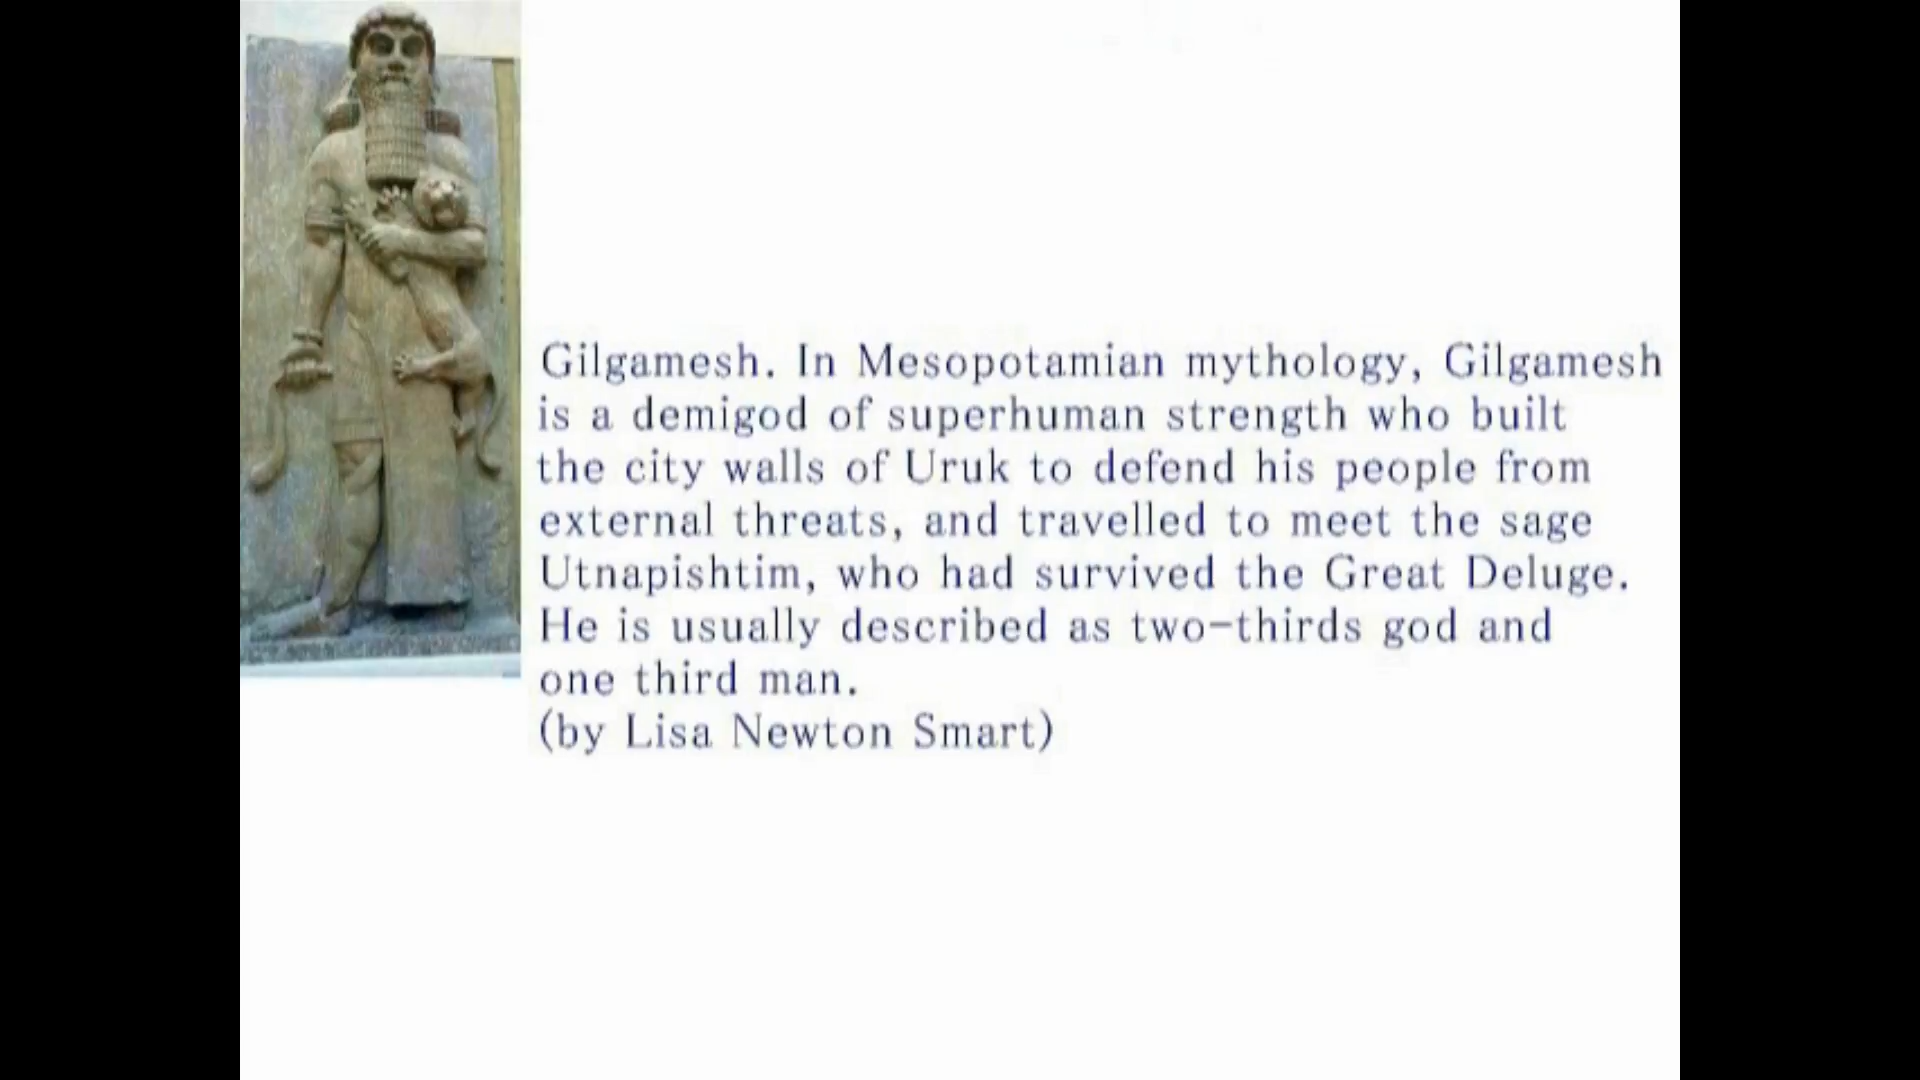 Gilgamesh. In Mesopotamian mythology, Gilgamesh
is a demigod of superhuman strength who built
the city walls of Uruk to defend his people from
external threats, and travelled to meet the sage
Utnapishtim, who had survived the Great Deluge.
He is usually described as two-thirds god and
one third man.
(by Lisa Newton Smart)